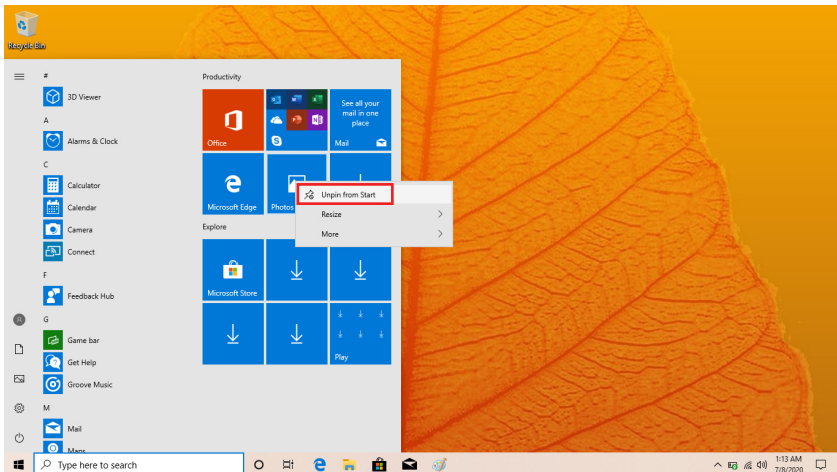 Recycle Bin
#
3D Viewer
A
Alarms & Clock
C
Calculator
Calendar
Camera
Connect
F
Feedback Hub
G
Game bar
Get Help
Groove Music
M
Mail
Maps
Productivity
Office
See all your
mail in one
place
Mail
Microsoft Edge
Photos
Unpin from Start
Resize
More
Explore
Microsoft Store
Play
Type here to search
1:13 AM
7/8/2020